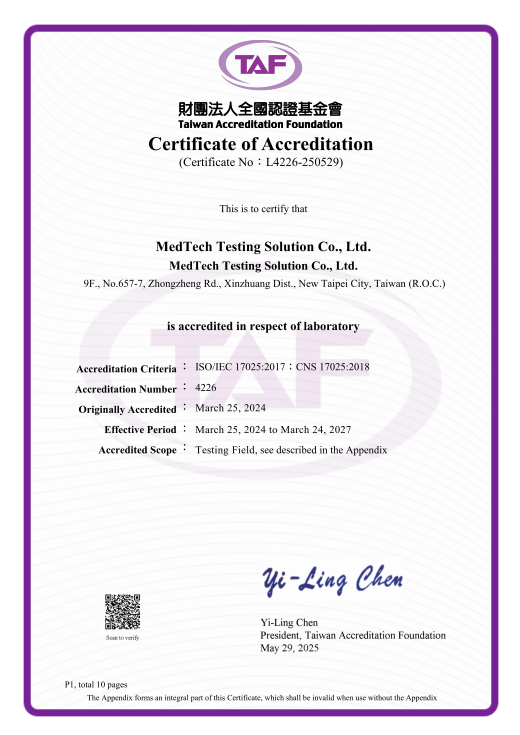 TAF
財團法人全國認證基金會
Taiwan Accreditation Foundation
Certificate of Accreditation
(Certificate No：L4226-250529)
This is to certify that
MedTech Testing Solution Co., Ltd.
MedTech Testing Solution Co., Ltd.
9F., No.657-7, Zhongzheng Rd., Xinzhuang Dist., New Taipei City, Taiwan (R.O.C.)
is accredited in respect of laboratory
TAF
Accreditation Criteria： ISO/IEC 17025:2017；CNS 17025:2018
Accreditation Number： 4226
Originally Accredited： March 25, 2024
Effective Period： March 25, 2024 to March 24, 2027
Accredited Scope： Testing Field, see described in the Appendix
Yi-Ling Chen
Scan to verify
Yi-Ling Chen
President, Taiwan Accreditation Foundation
May 29, 2025
P1, total 10 pages
The Appendix forms an integral part of this Certificate, which shall be invalid when use without the Appendix